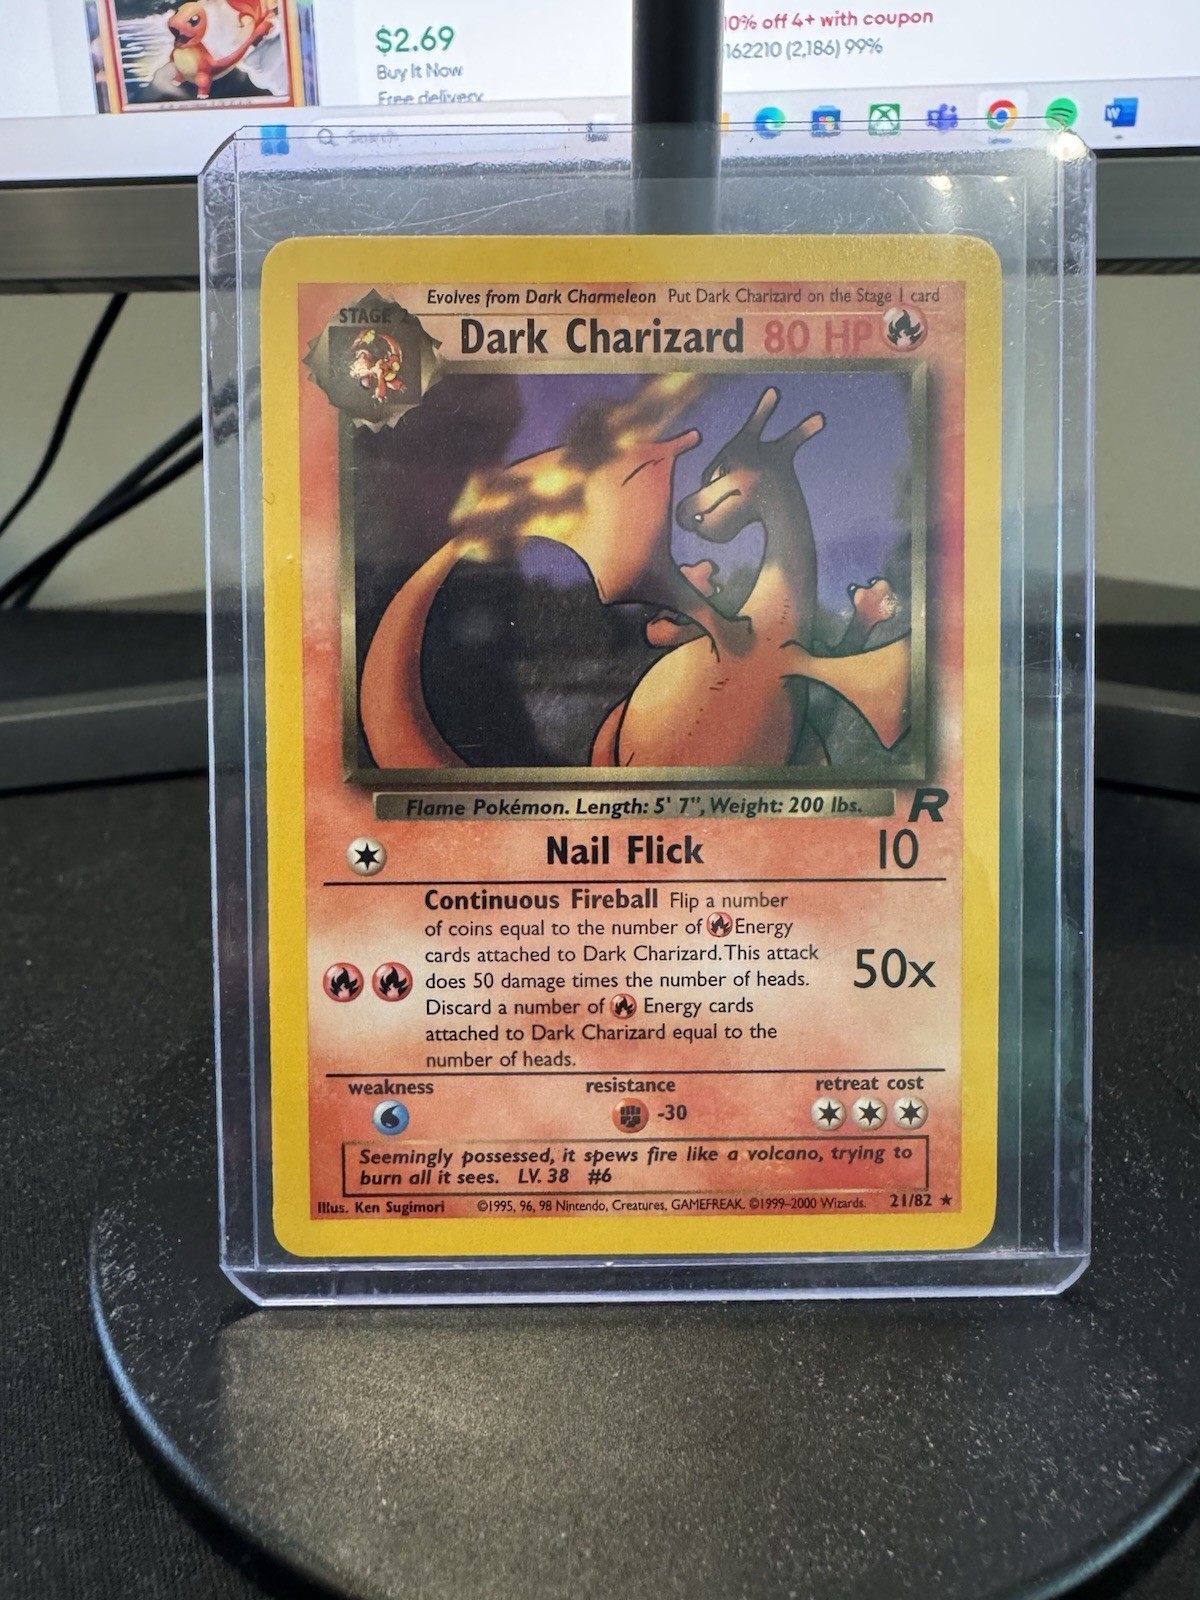 $2.69
Buy It Now
Free delivery
10% off 4+ with coupon
162210 (2,186) 99%
Search
W
Evolves from Dark Charmeleon Put Dark Charizard on the Stage 1 card
STAGE 2
Dark Charizard 80 HP
Flame Pokémon. Length: 5' 7", Weight: 200 lbs.
R
Nail Flick 10
Continuous Fireball Flip a number
of coins equal to the number of Energy
cards attached to Dark Charizard. This attack
does 50 damage times the number of heads.
Discard a number of Energy cards
attached to Dark Charizard equal to the
number of heads.
50x
weakness resistance retreat cost
-30
Seemingly possessed, it spews fire like a volcano, trying to
burn all it sees. LV. 38 #6
Illus. Ken Sugimori ©1995, 96, 98 Nintendo, Creatures, GAMEFREAK. ©1999-2000 Wizards. 21/82 ★